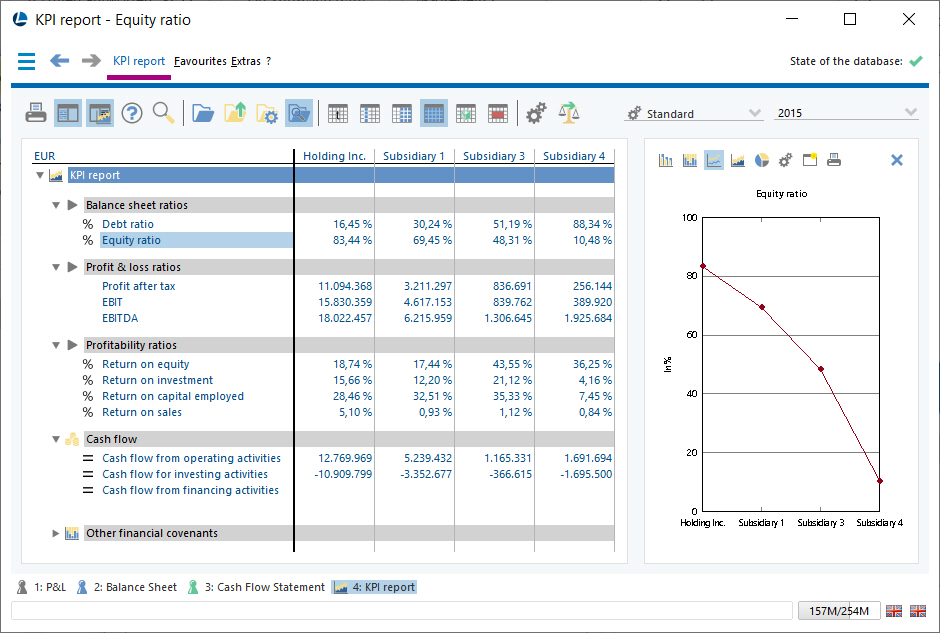 KPI report - Equity ratio
KPI report Favourites Extras ? State of the database:
Standard 2015
EUR Holding Inc. Subsidiary 1 Subsidiary 3 Subsidiary 4
KPI report
Balance sheet ratios
% Debt ratio 16,45 % 30,24 % 51,19 % 88,34 %
% Equity ratio 83,44 % 69,45 % 48,31 % 10,48 %
Profit & loss ratios
Profit after tax 11.094.368 3.211.297 836.691 256.144
EBIT 15.830.359 4.617.153 839.762 389.920
EBITDA 18.022.457 6.215.959 1.306.645 1.925.684
Profitability ratios
% Return on equity 18,74 % 17,44 % 43,55 % 36,25 %
% Return on investment 15,66 % 12,20 % 21,12 % 4,16 %
% Return on capital employed 28,46 % 32,51 % 35,33 % 7,45 %
% Return on sales 5,10 % 0,93 % 1,12 % 0,84 %
Cash flow
= Cash flow from operating activities 12.769.969 5.239.432 1.165.331 1.691.694
= Cash flow for investing activities -10.909.799 -3.352.677 -366.615 -1.695.500
= Cash flow from financing activities
Other financial covenants
Equity ratio
100
80
60
In %
40
20
0
Holding Inc. Subsidiary 1 Subsidiary 3 Subsidiary 4
1: P&L 2: Balance Sheet 3: Cash Flow Statement 4: KPI report
157M/254M